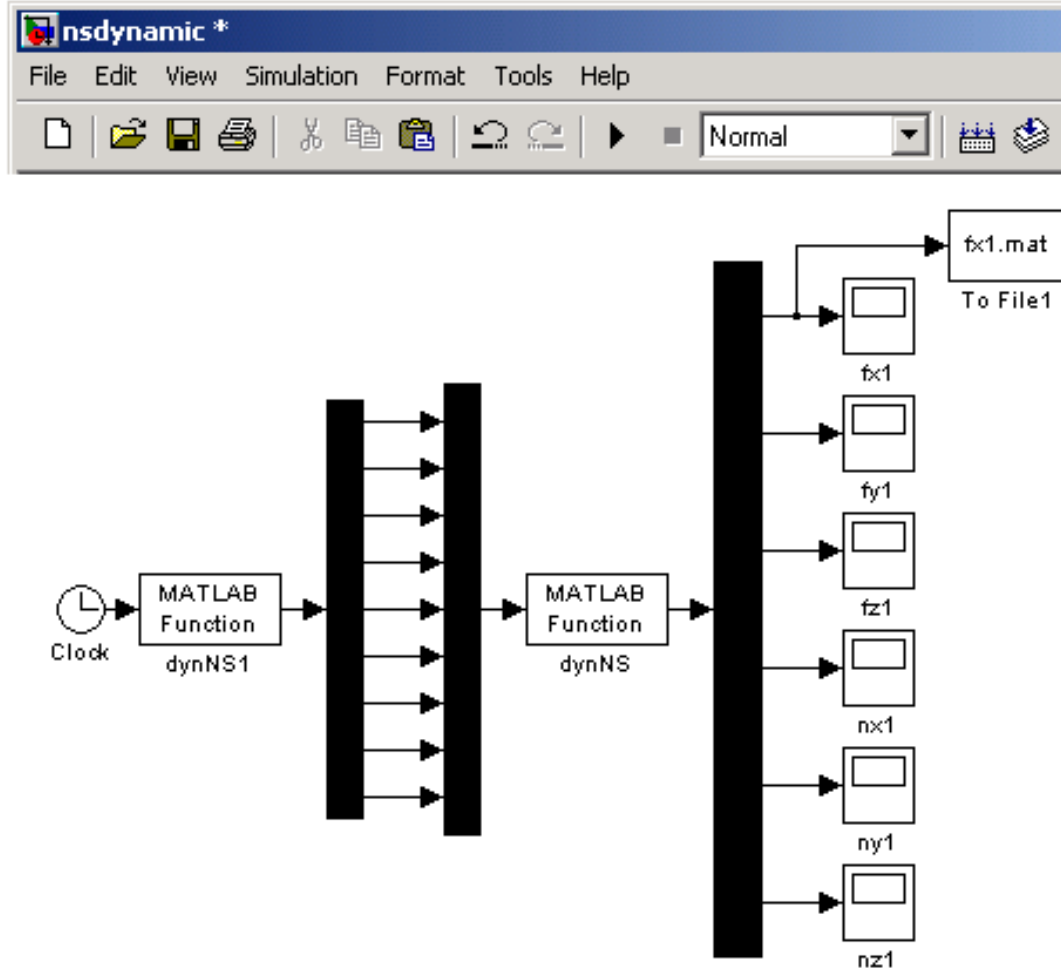 nsdynamic *
File Edit View Simulation Format Tools Help
Normal
fx1.mat
To File1
fx1
fy1
fz1
MATLAB
Function
dynNS1
Clock
MATLAB
Function
dynNS
nx1
ny1
nz1